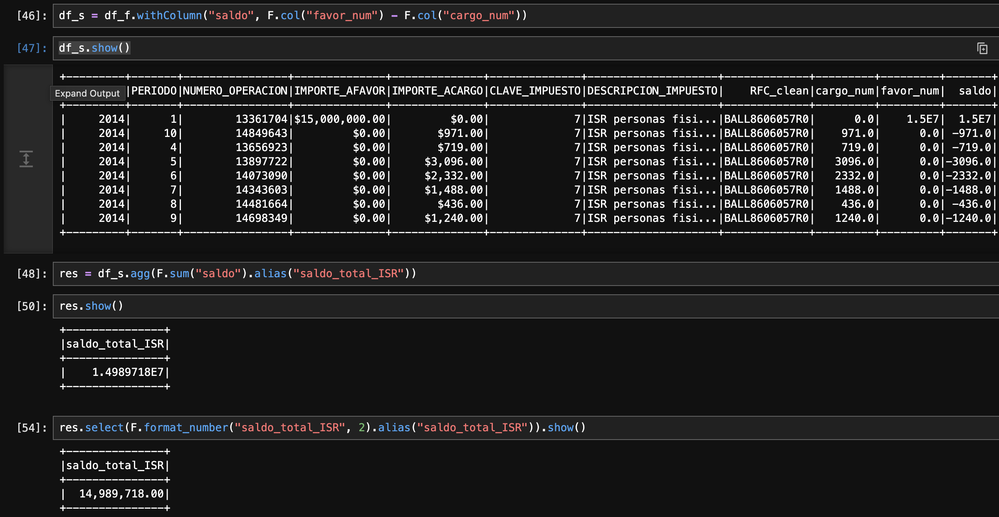 [46]: df_s = df_f.withColumn("saldo", F.col("favor_num") - F.col("cargo_num"))
[47]: df_s.show()
+---------+-------+----------------+--------------+--------------+--------------+--------------------+-------------+---------+---------+-------+
Expand Output |PERIODO|NUMERO_OPERACION|IMPORTE_AFAVOR|IMPORTE_ACARGO|CLAVE_IMPUESTO|DESCRIPCION_IMPUESTO|    RFC_clean|cargo_num|favor_num|  saldo|
+---------+-------+----------------+--------------+--------------+--------------+--------------------+-------------+---------+---------+-------+
|     2014|      1|        13361704|$15,000,000.00|         $0.00|             7|ISR personas fisi...|BALL8606057R0|      0.0|    1.5E7|  1.5E7|
|     2014|     10|        14849643|         $0.00|       $971.00|             7|ISR personas fisi...|BALL8606057R0|    971.0|      0.0| -971.0|
|     2014|      4|        13656923|         $0.00|       $719.00|             7|ISR personas fisi...|BALL8606057R0|    719.0|      0.0| -719.0|
|     2014|      5|        13897722|         $0.00|     $3,096.00|             7|ISR personas fisi...|BALL8606057R0|   3096.0|      0.0|-3096.0|
|     2014|      6|        14073090|         $0.00|     $2,332.00|             7|ISR personas fisi...|BALL8606057R0|   2332.0|      0.0|-2332.0|
|     2014|      7|        14343603|         $0.00|     $1,488.00|             7|ISR personas fisi...|BALL8606057R0|   1488.0|      0.0|-1488.0|
|     2014|      8|        14481664|         $0.00|       $436.00|             7|ISR personas fisi...|BALL8606057R0|    436.0|      0.0| -436.0|
|     2014|      9|        14698349|         $0.00|     $1,240.00|             7|ISR personas fisi...|BALL8606057R0|   1240.0|      0.0|-1240.0|
+---------+-------+----------------+--------------+--------------+--------------+--------------------+-------------+---------+---------+-------+
[48]: res = df_s.agg(F.sum("saldo").alias("saldo_total_ISR"))
[50]: res.show()
+---------------+
|saldo_total_ISR|
+---------------+
|    1.4989718E7|
+---------------+
[54]: res.select(F.format_number("saldo_total_ISR", 2).alias("saldo_total_ISR")).show()
+---------------+
|saldo_total_ISR|
+---------------+
|  14,989,718.00|
+---------------+